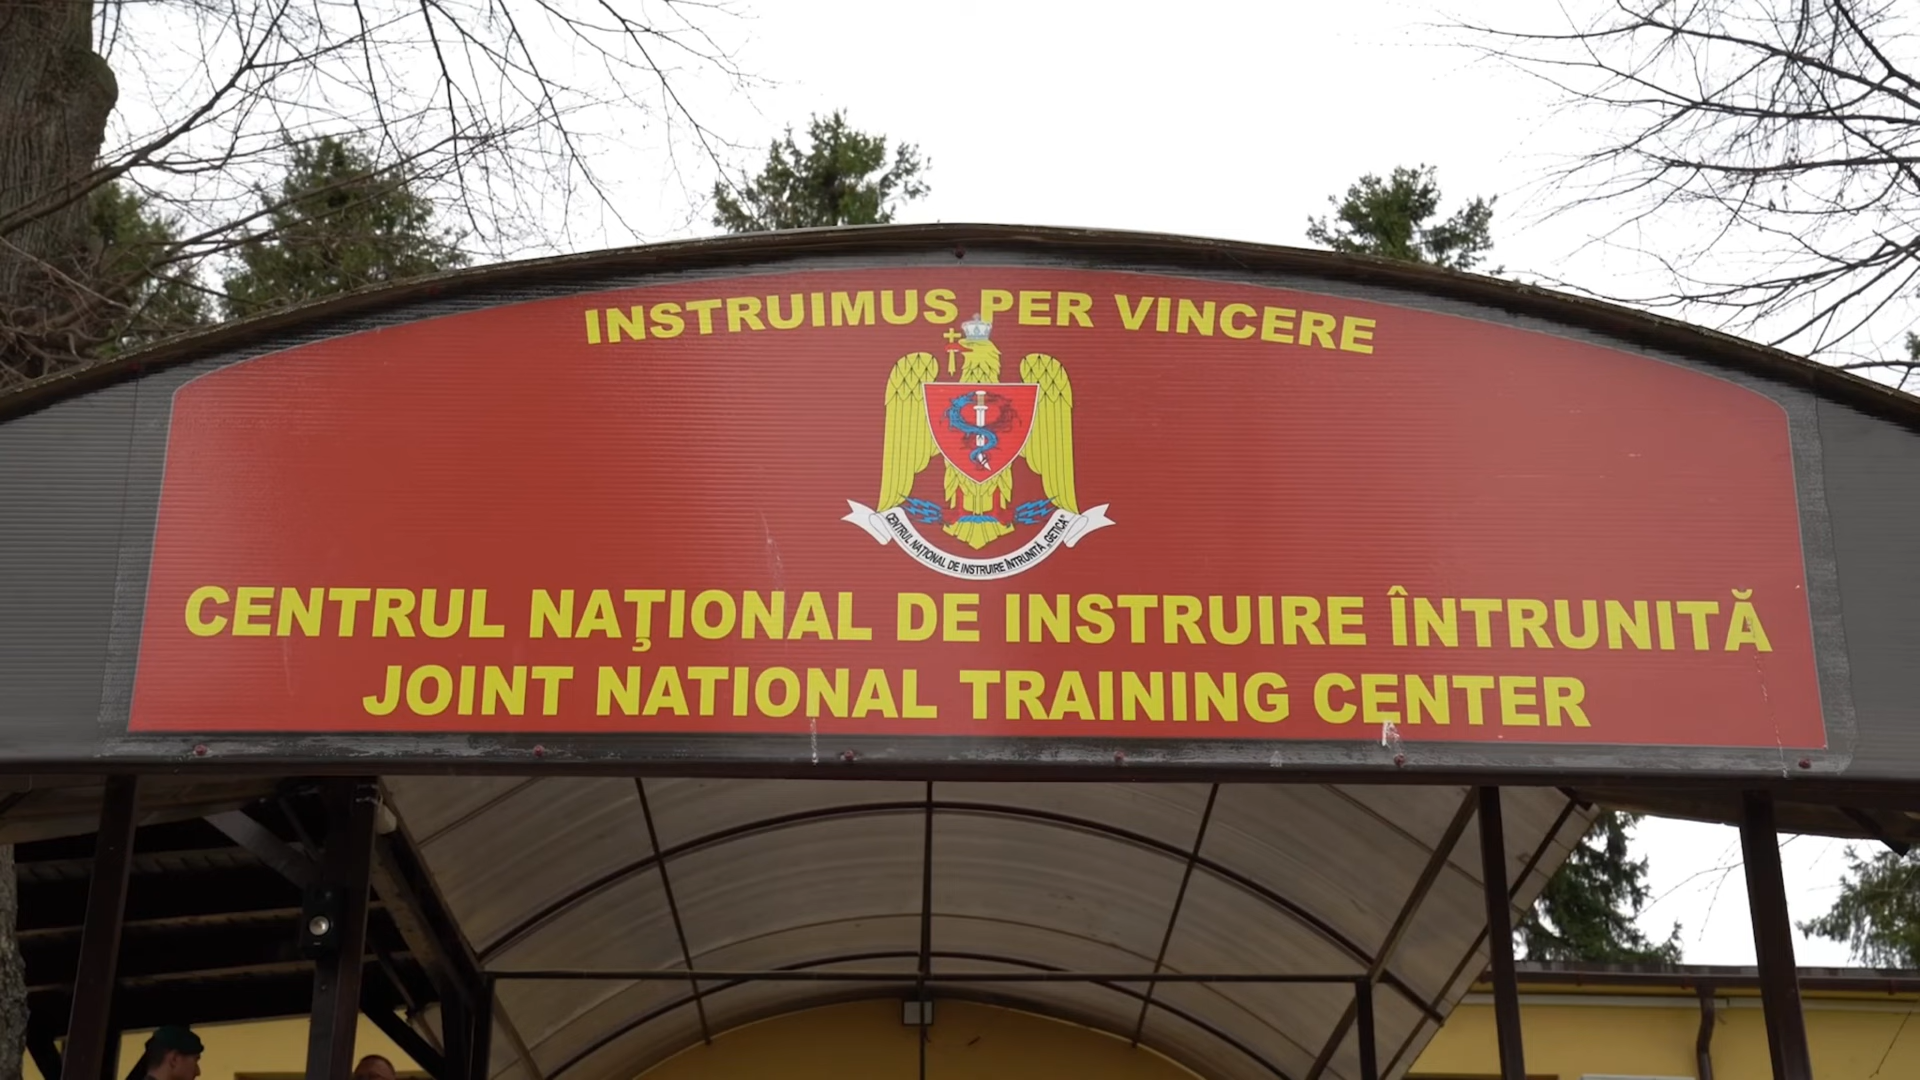 INSTRUIMUS PER VINCERE
CENTRUL NAŢIONAL DE INSTRUIRE ÎNTRUNITĂ „GETICA”
CENTRUL NAŢIONAL DE INSTRUIRE ÎNTRUNITĂ
JOINT NATIONAL TRAINING CENTER